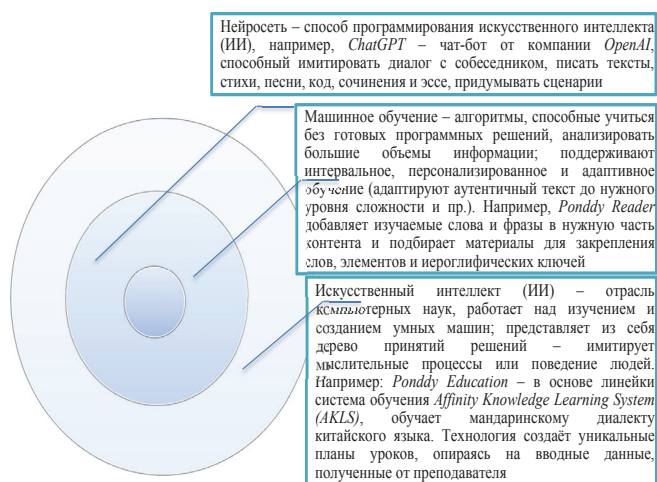 Нейросеть – способ программирования искусственного интеллекта
(ИИ), например, ChatGPT – чат-бот от компании OpenAI,
способный имитировать диалог с собеседником, писать тексты,
стихи, песни, код, сочинения и эссе, придумывать сценарии
Машинное обучение – алгоритмы, способные учиться
без готовых программных решений, анализировать
большие объемы информации; поддерживают
интервальное, персонализированное и адаптивное
обучение (адаптируют аутентичный текст до нужного
уровня сложности и пр.). Например, Ponddy Reader
добавляет изучаемые слова и фразы в нужную часть
контента и подбирает материалы для закрепления
слов, элементов и иероглифических ключей
Искусственный интеллект (ИИ) – отрасль
компьютерных наук, работает над изучением и
созданием умных машин; представляет из себя
дерево принятий решений – имитирует
мыслительные процессы или поведение людей.
Например: Ponddy Education – в основе линейки
система обучения Affinity Knowledge Learning System
(AKLS), обучает мандаринскому диалекту
китайского языка. Технология создаёт уникальные
планы уроков, опираясь на вводные данные,
полученные от преподавателя